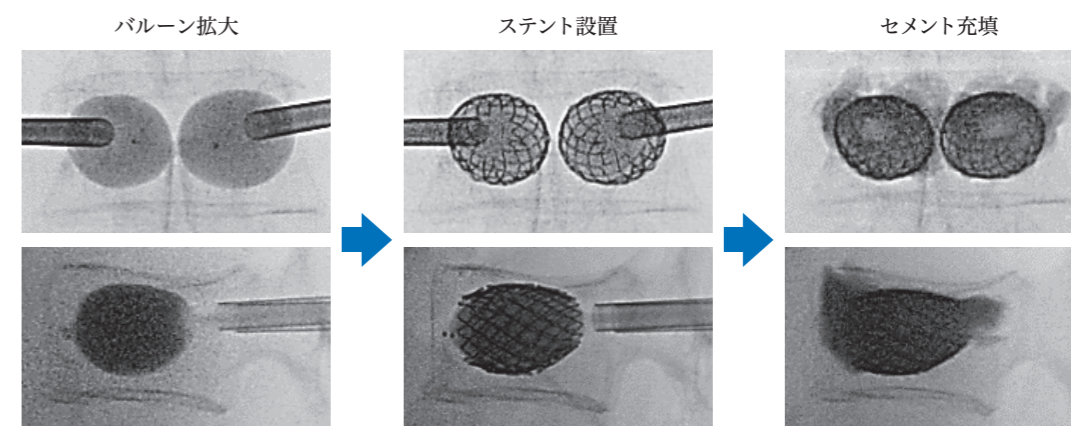 バルーン拡大
ステント設置
セメント充填